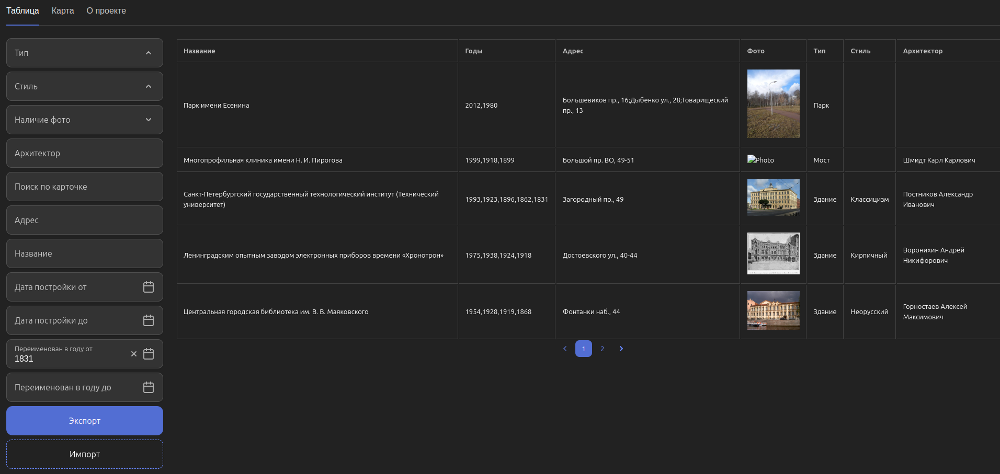 Таблица Карта О проекте
Тип
Стиль
Наличие фото
Архитектор
Поиск по карточке
Адрес
Название
Дата постройки от
Дата постройки до
Переименован в году от
1831
Переименован в году до
Экспорт
Импорт
Название Годы Адрес Фото Тип Стиль Архитектор
Парк имени Есенина 2012,1980 Большевиков пр., 16;Дыбенко ул., 28;Товарищеский
пр., 13
Парк
Многопрофильная клиника имени Н. И. Пирогова 1999,1918,1899 Большой пр. ВО, 49-51 Photo Мост Шмидт Карл Карлович
Санкт-Петербургский государственный технологический институт (Технический
университет)
1993,1923,1896,1862,1831 Загородный пр., 49 Здание Классицизм Постников Александр
Иванович
Ленинградским опытным заводом электронных приборов времени «Хронотрон» 1975,1938,1924,1918 Достоевского ул., 40-44 Здание Кирпичный Воронихин Андрей
Никифорович
Центральная городская библиотека им. В. В. Маяковского 1954,1928,1919,1868 Фонтанки наб., 44 Здание Неорусский Горностаев Алексей
Максимович
1 2